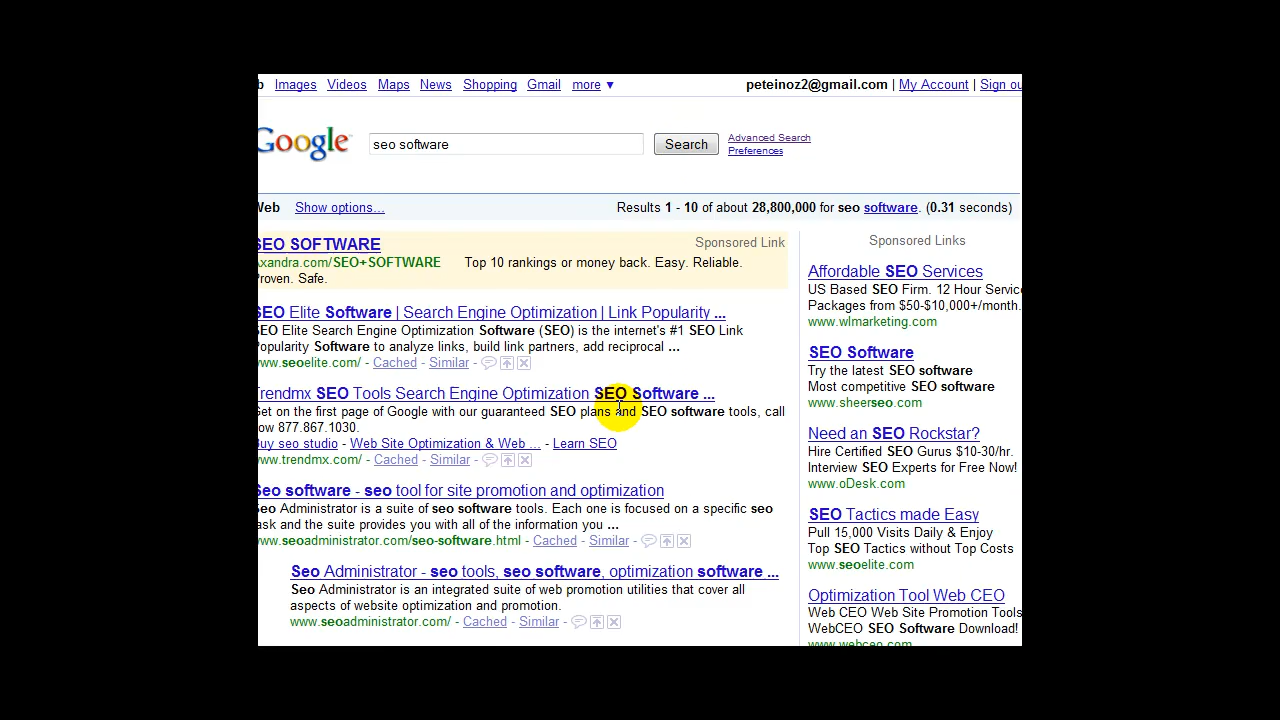 b Images Videos Maps News Shopping Gmail more ▼ peteinoz2@gmail.com | My Account | Sign ou
Google seo software Search Advanced Search
Preferences
Web Show options... Results 1 - 10 of about 28,800,000 for seo software. (0.31 seconds)
SEO SOFTWARE Sponsored Link
xandra.com/SEO+SOFTWARE Top 10 rankings or money back. Easy. Reliable.
Proven. Safe.
SEO Elite Software | Search Engine Optimization | Link Popularity ...
SEO Elite Search Engine Optimization Software (SEO) is the internet's #1 SEO Link
Popularity Software to analyze links, build link partners, add reciprocal ...
www.seoelite.com/ - Cached - Similar -
Trendmx SEO Tools Search Engine Optimization SEO Software ...
Get on the first page of Google with our guaranteed SEO plans and SEO software tools, call
now 877.867.1030.
Buy seo studio - Web Site Optimization & Web ... - Learn SEO
www.trendmx.com/ - Cached - Similar -
Seo software - seo tool for site promotion and optimization
Seo Administrator is a suite of seo software tools. Each one is focused on a specific seo
task and the suite provides you with all of the information you ...
www.seoadministrator.com/seo-software.html - Cached - Similar -
Seo Administrator - seo tools, seo software, optimization software ...
Seo Administrator is an integrated suite of web promotion utilities that cover all
aspects of website optimization and promotion.
www.seoadministrator.com/ - Cached - Similar -
Sponsored Links
Affordable SEO Services
US Based SEO Firm. 12 Hour Service
Packages from $50-$10,000+/month.
www.wlmarketing.com
SEO Software
Try the latest SEO software
Most competitive SEO software
www.sheerseo.com
Need an SEO Rockstar?
Hire Certified SEO Gurus $10-30/hr.
Interview SEO Experts for Free Now!
www.oDesk.com
SEO Tactics made Easy
Pull 15,000 Visits Daily & Enjoy
Top SEO Tactics without Top Costs
www.seoelite.com
Optimization Tool Web CEO
Web CEO Web Site Promotion Tools
WebCEO SEO Software Download!
www.webceo.com